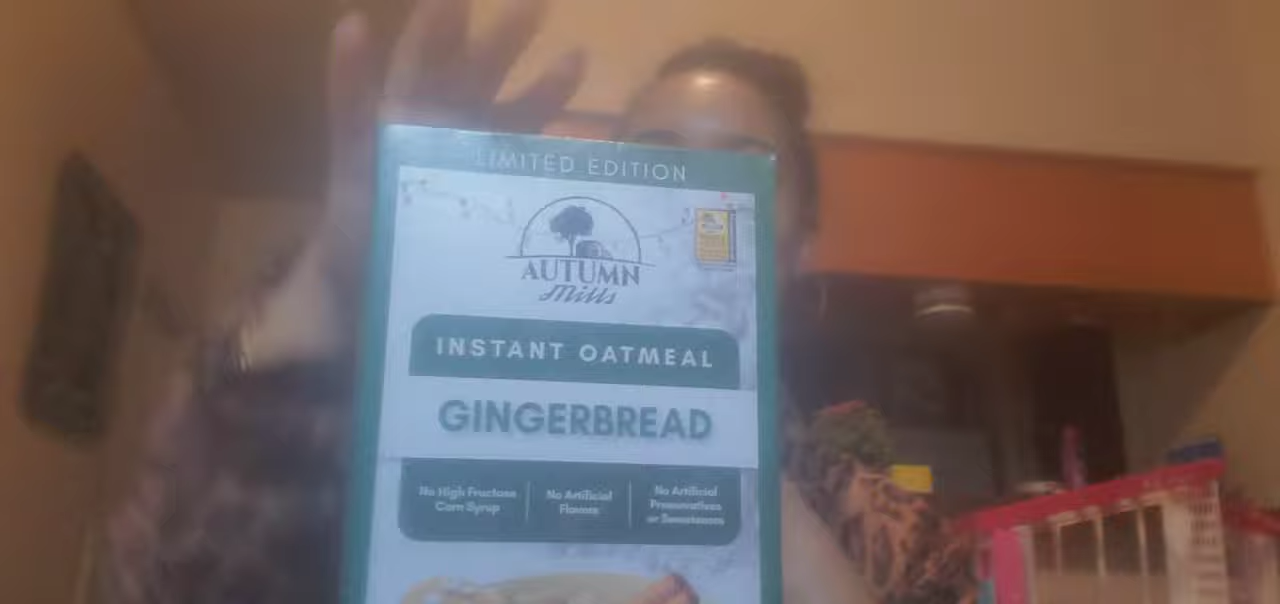 LIMITED EDITION
AUTUMN
Mills
INSTANT OATMEAL
GINGERBREAD
No High Fructose
Corn Syrup
No Artificial
Flavors
No Artificial
Preservatives
or Sweeteners